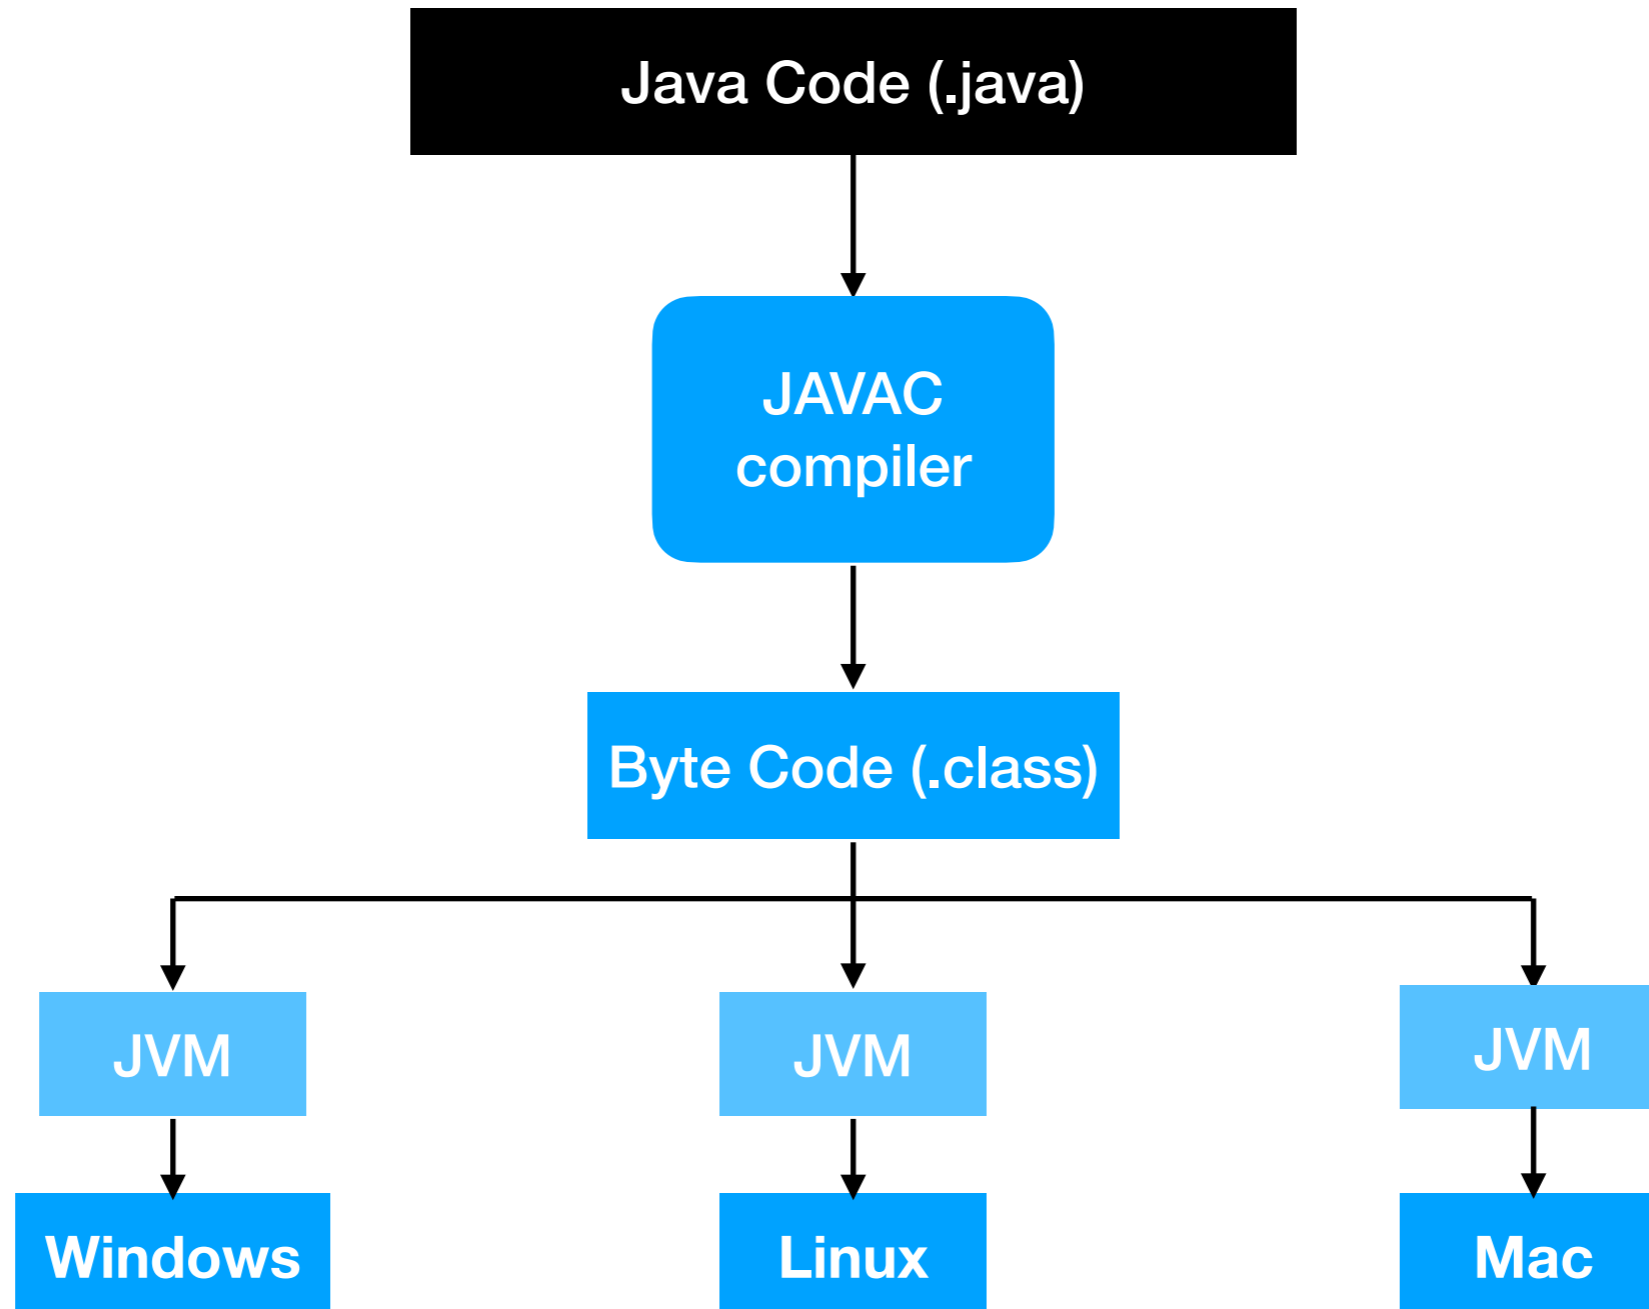 Java Code (.java)
JAVAC
compiler
Byte Code (.class)
JVM
JVM
JVM
Windows
Linux
Mac